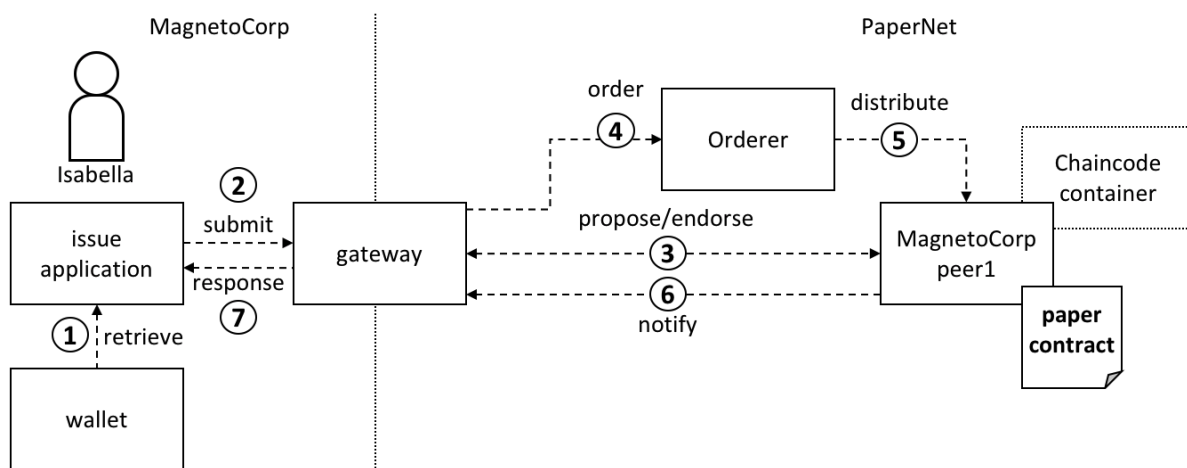 MagnetoCorp
PaperNet
Isabella
order
4
Orderer
distribute
5
Chaincode
container
2
submit
issue
application
gateway
propose/endorse
3
MagnetoCorp
peer1
response
7
6
notify
1
retrieve
paper
contract
wallet